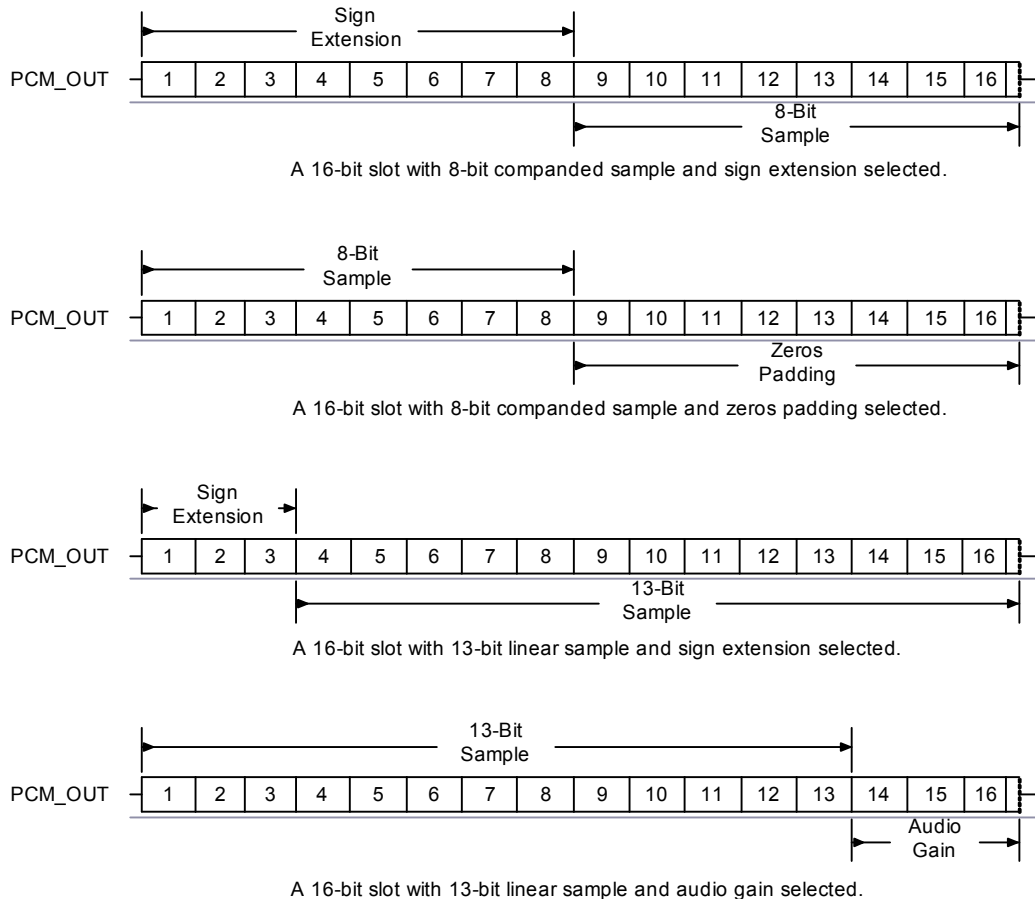 Sign
Extension
PCM_OUT 1 2 3 4 5 6 7 8 9 10 11 12 13 14 15 16
8-Bit
Sample
A 16-bit slot with 8-bit companded sample and sign extension selected.
8-Bit
Sample
PCM_OUT 1 2 3 4 5 6 7 8 9 10 11 12 13 14 15 16
Zeros
Padding
A 16-bit slot with 8-bit companded sample and zeros padding selected.
Sign
Extension
PCM_OUT 1 2 3 4 5 6 7 8 9 10 11 12 13 14 15 16
13-Bit
Sample
A 16-bit slot with 13-bit linear sample and sign extension selected.
13-Bit
Sample
PCM_OUT 1 2 3 4 5 6 7 8 9 10 11 12 13 14 15 16
Audio
Gain
A 16-bit slot with 13-bit linear sample and audio gain selected.